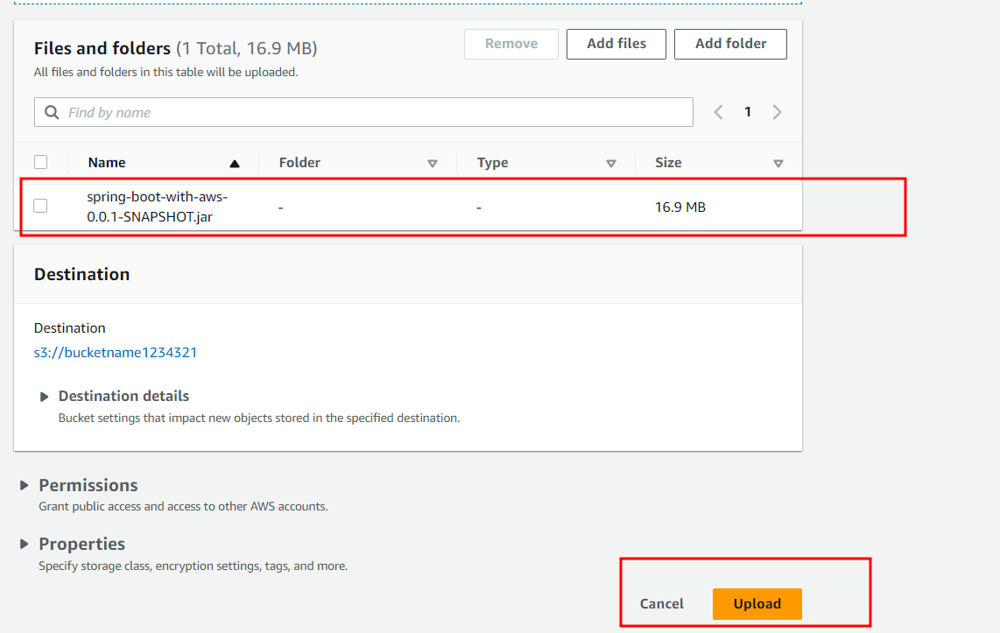 Files and folders (1 Total, 16.9 MB)
Remove
Add files
Add folder
All files and folders in this table will be uploaded.
Find by name
1
Name
Folder
Type
Size
spring-boot-with-aws-
0.0.1-SNAPSHOT.jar
-
-
16.9 MB
Destination
Destination
s3://bucketname1234321
Destination details
Bucket settings that impact new objects stored in the specified destination.
Permissions
Grant public access and access to other AWS accounts.
Properties
Specify storage class, encryption settings, tags, and more.
Cancel
Upload